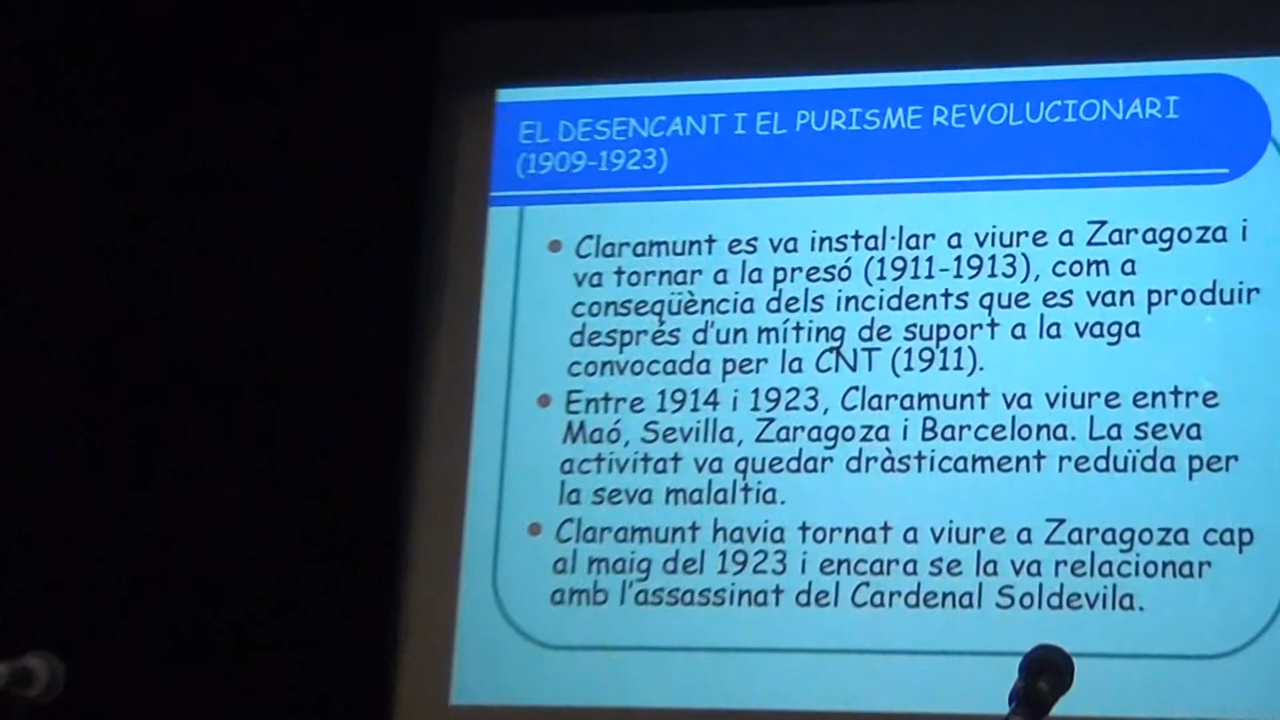 EL DESENCANT I EL PURISME REVOLUCIONARI
(1909-1923)
• Claramunt es va instal·lar a viure a Zaragoza i
va tornar a la presó (1911-1913), com a
conseqüència dels incidents que es van produir
després d'un míting de suport a la vaga
convocada per la CNT (1911).
• Entre 1914 i 1923, Claramunt va viure entre
Maó, Sevilla, Zaragoza i Barcelona. La seva
activitat va quedar dràsticament reduïda per
la seva malaltia.
• Claramunt havia tornat a viure a Zaragoza cap
al maig del 1923 i encara se la va relacionar
amb l'assassinat del Cardenal Soldevila.